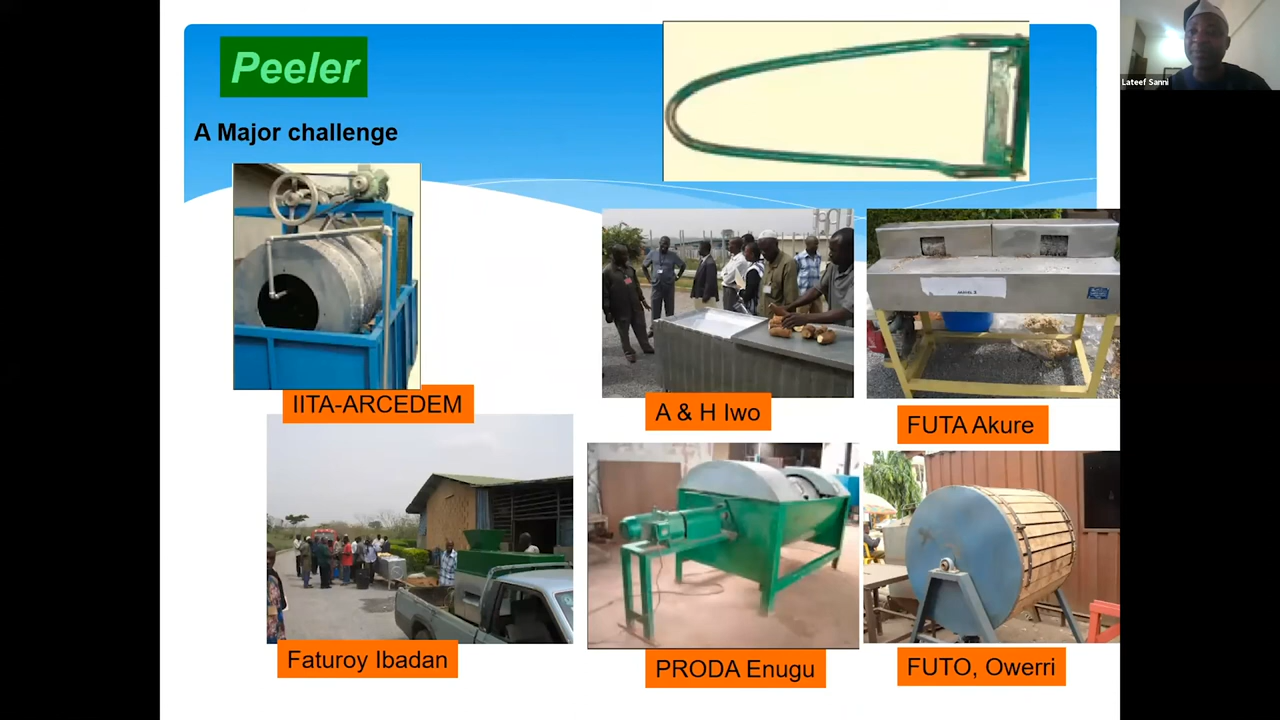 Peeler
Lateef Sanni
A Major challenge
IITA-ARCEDEM
A & H Iwo
FUTA Akure
Faturoy Ibadan
PRODA Enugu
FUTO, Owerri